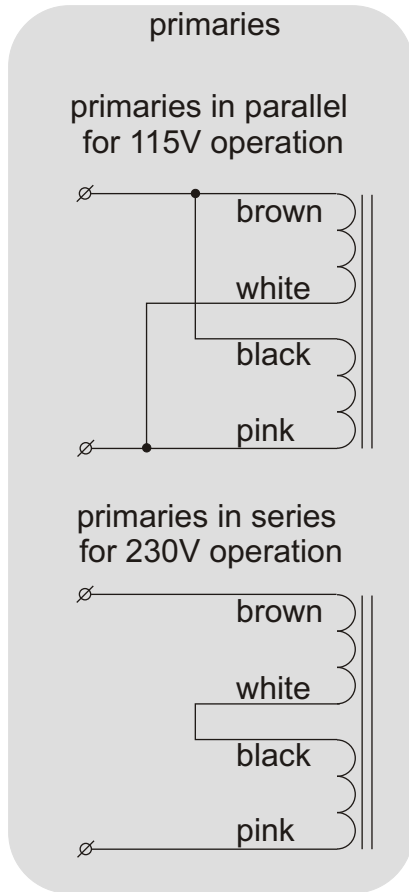 primaries
primaries in parallel
for 115V operation
brown
white
black
pink
primaries in series
for 230V operation
brown
white
black
pink